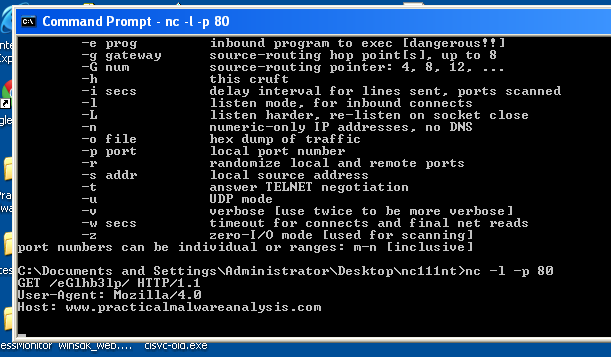 Command Prompt - nc -l -p 80
-e prog inbound program to exec [dangerous!!]
-g gateway source-routing hop point[s], up to 8
-G num source-routing pointer: 4, 8, 12, ...
-h this cruft
-i secs delay interval for lines sent, ports scanned
-l listen mode, for inbound connects
-L listen harder, re-listen on socket close
-n numeric-only IP addresses, no DNS
-o file hex dump of traffic
-p port local port number
-r randomize local and remote ports
-s addr local source address
-t answer TELNET negotiation
-u UDP mode
-v verbose [use twice to be more verbose]
-w secs timeout for connects and final net reads
-z zero-I/O mode [used for scanning]
port numbers can be individual or ranges: m-n [inclusive]
C:\Documents and Settings\Administrator\Desktop\nc111nt>nc -l -p 80
GET /eGlhb3lp/ HTTP/1.1
User-Agent: Mozilla/4.0
Host: www.practicalmalwareanalysis.com
essMonitor winsdk_web.... cisvc-old.exe